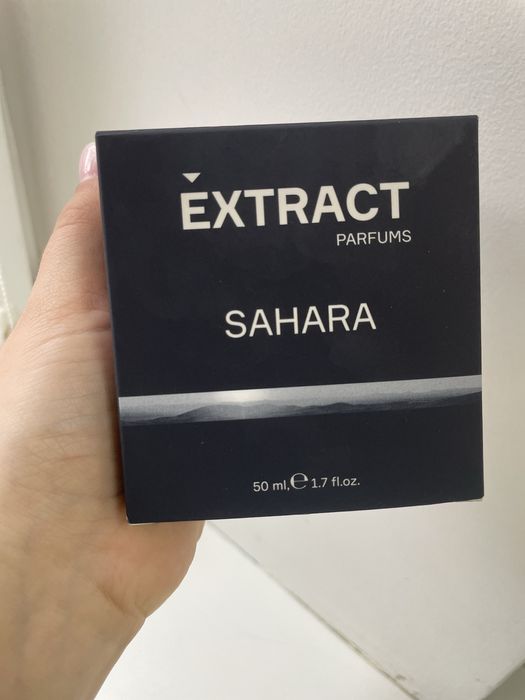 EXTRACT
PARFUMS
SAHARA
50 ml,℮ 1.7 fl.oz.